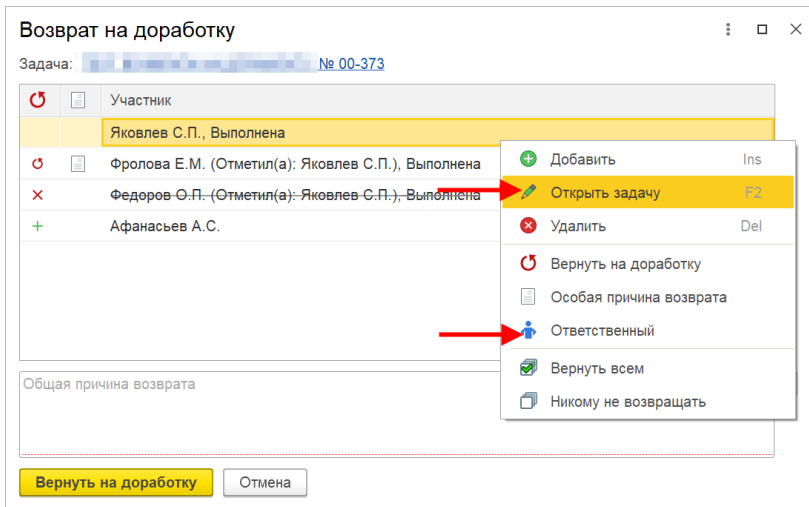 Возврат на доработку
Задача: № 00-373
Участник
Яковлев С.П., Выполнена
Фролова Е.М. (Отметил(а): Яковлев С.П.), Выполнена
Федоров О.П. (Отметил(а): Яковлев С.П.), Выполнена
Афанасьев А.С.
Добавить Ins
Открыть задачу F2
Удалить Del
Вернуть на доработку
Особая причина возврата
Ответственный
Вернуть всем
Никому не возвращать
Общая причина возврата
Вернуть на доработку Отмена